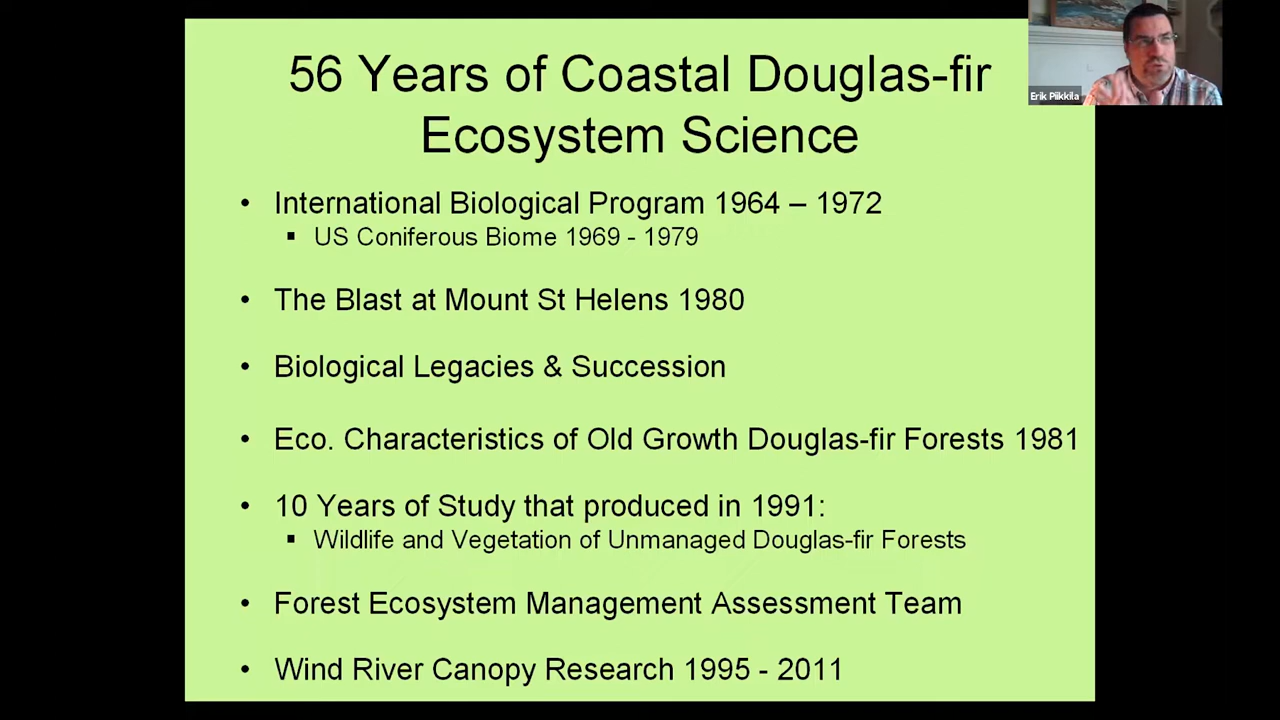 56 Years of Coastal Douglas-fir
Ecosystem Science
Erik Piikkila
• International Biological Program 1964 – 1972
▪ US Coniferous Biome 1969 - 1979
• The Blast at Mount St Helens 1980
• Biological Legacies & Succession
• Eco. Characteristics of Old Growth Douglas-fir Forests 1981
• 10 Years of Study that produced in 1991:
▪ Wildlife and Vegetation of Unmanaged Douglas-fir Forests
• Forest Ecosystem Management Assessment Team
• Wind River Canopy Research 1995 - 2011